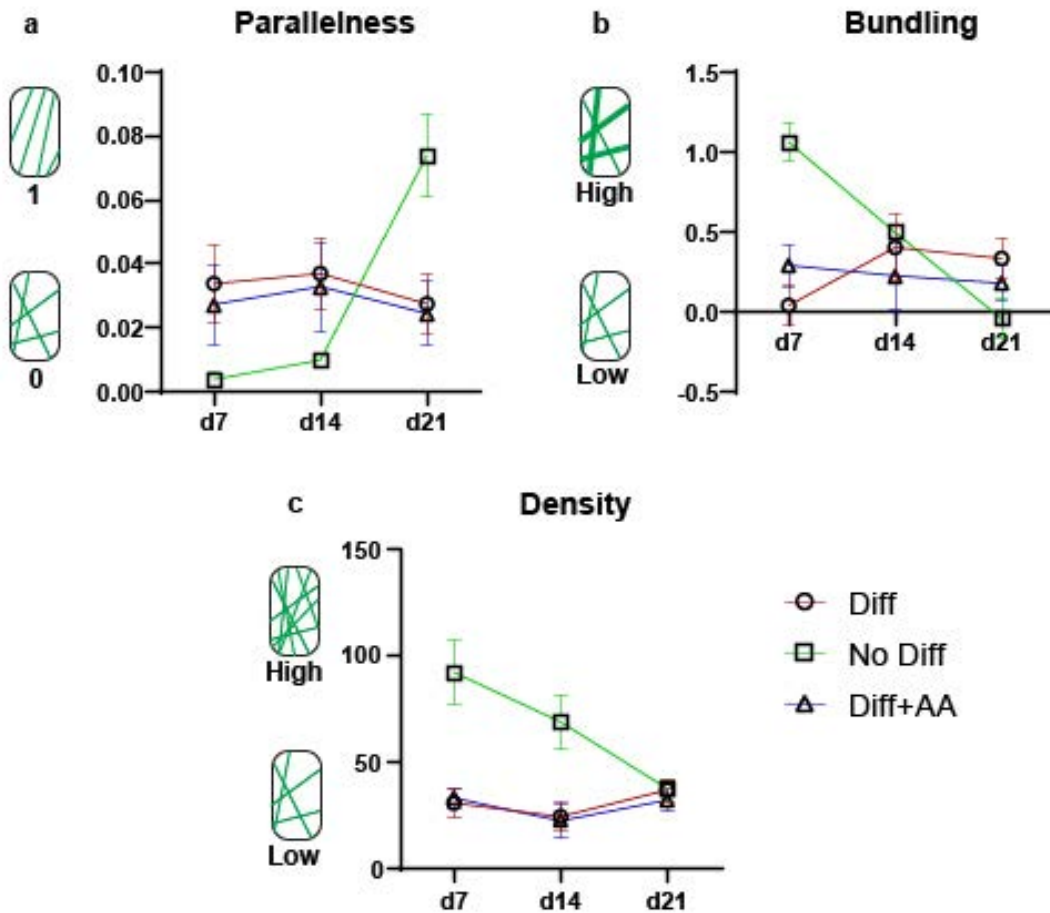 a
Parallelness
1
0
0.10
0.08
0.06
0.04
0.02
0.00
d7
d14
d21
b
Bundling
High
Low
1.5
1.0
0.5
0.0
-0.5
d7
d14
d21
c
Density
High
Low
150
100
50
0
d7
d14
d21
Diff
No Diff
Diff+AA